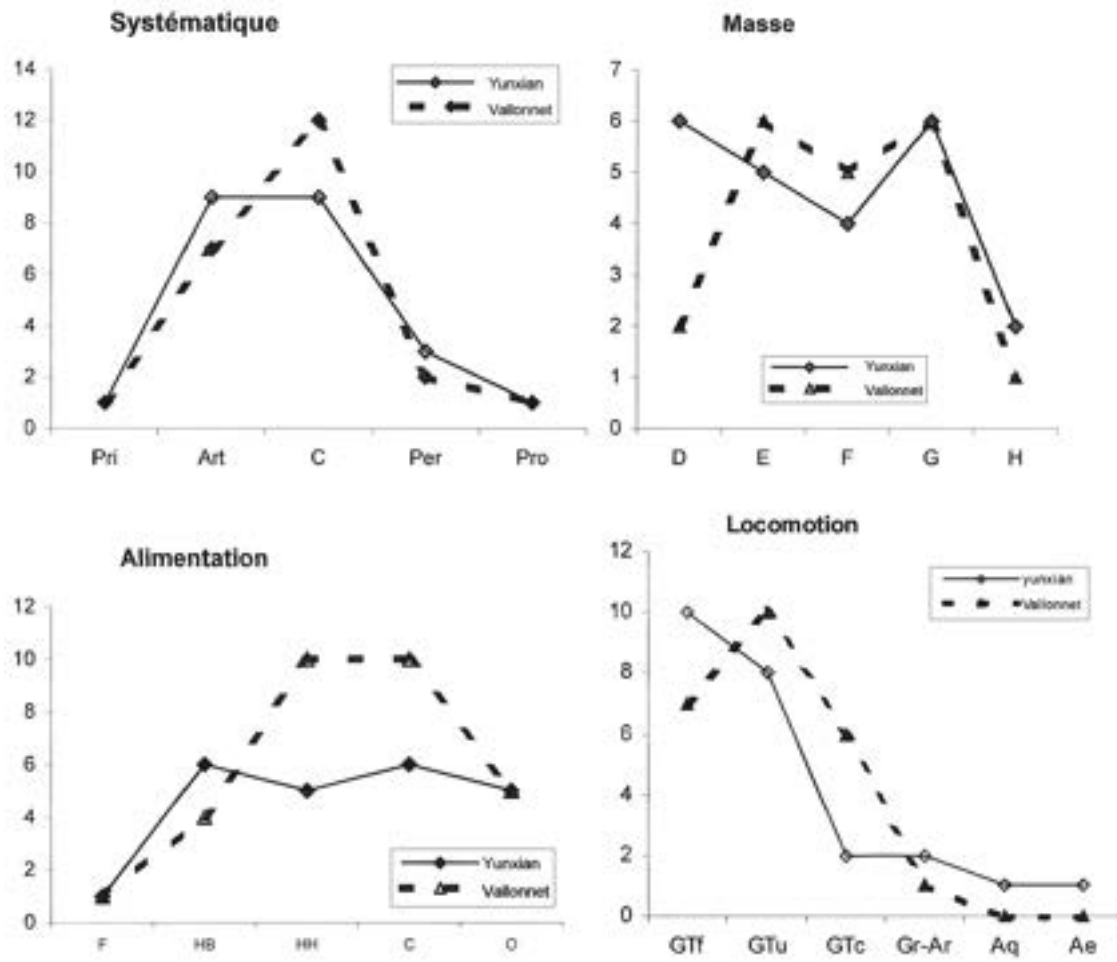 Systématique
14
12
10
8
6
4
2
0
Yunxian
Vallonnet
Pri Art C Per Pro
Masse
7
6
5
4
3
2
1
0
Yunxian
Vallonnet
D E F G H
Alimentation
12
10
8
6
4
2
0
Yunxian
Vallonnet
F HB HH C O
Locomotion
12
10
8
6
4
2
0
yunxian
Vallonnet
GTf GTu GTc Gr-Ar Aq Ae